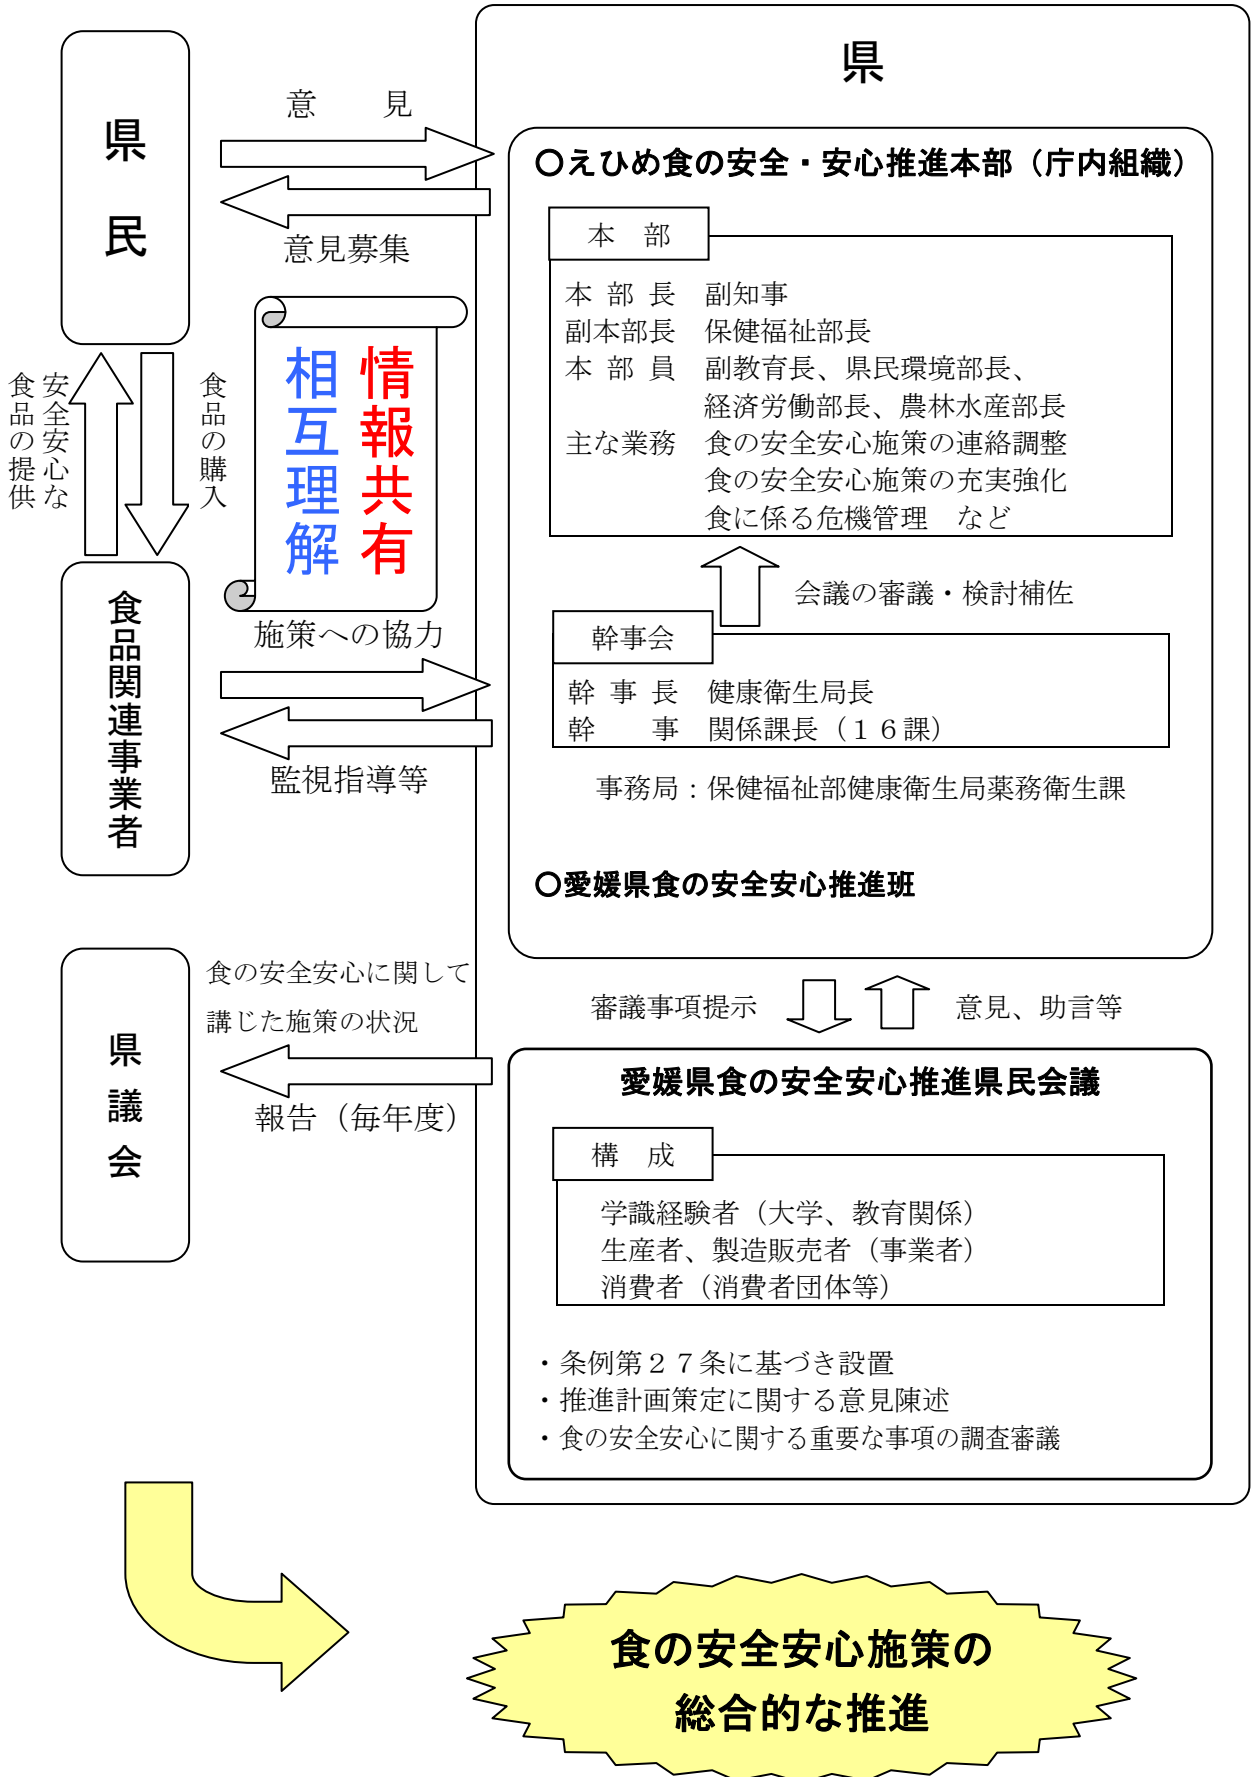 県民
意　　見
意見募集
安全安心な
食品の提供
食品の購入
情報共有
相互理解
食品関連事業者
施策への協力
監視指導等
県議会
食の安全安心に関して
講じた施策の状況
報告（毎年度）
県
○えひめ食の安全・安心推進本部（庁内組織）
本　部
本 部 長　副知事
副本部長　保健福祉部長
本 部 員　副教育長、県民環境部長、
経済労働部長、農林水産部長
主な業務　食の安全安心施策の連絡調整
食の安全安心施策の充実強化
食に係る危機管理　など
会議の審議・検討補佐
幹事会
幹 事 長　健康衛生局長
幹　　事　関係課長（１６課）
事務局：保健福祉部健康衛生局薬務衛生課
○愛媛県食の安全安心推進班
審議事項提示
意見、助言等
愛媛県食の安全安心推進県民会議
構　成
学識経験者（大学、教育関係）
生産者、製造販売者（事業者）
消費者（消費者団体等）
・条例第２７条に基づき設置
・推進計画策定に関する意見陳述
・食の安全安心に関する重要な事項の調査審議
食の安全安心施策の
総合的な推進